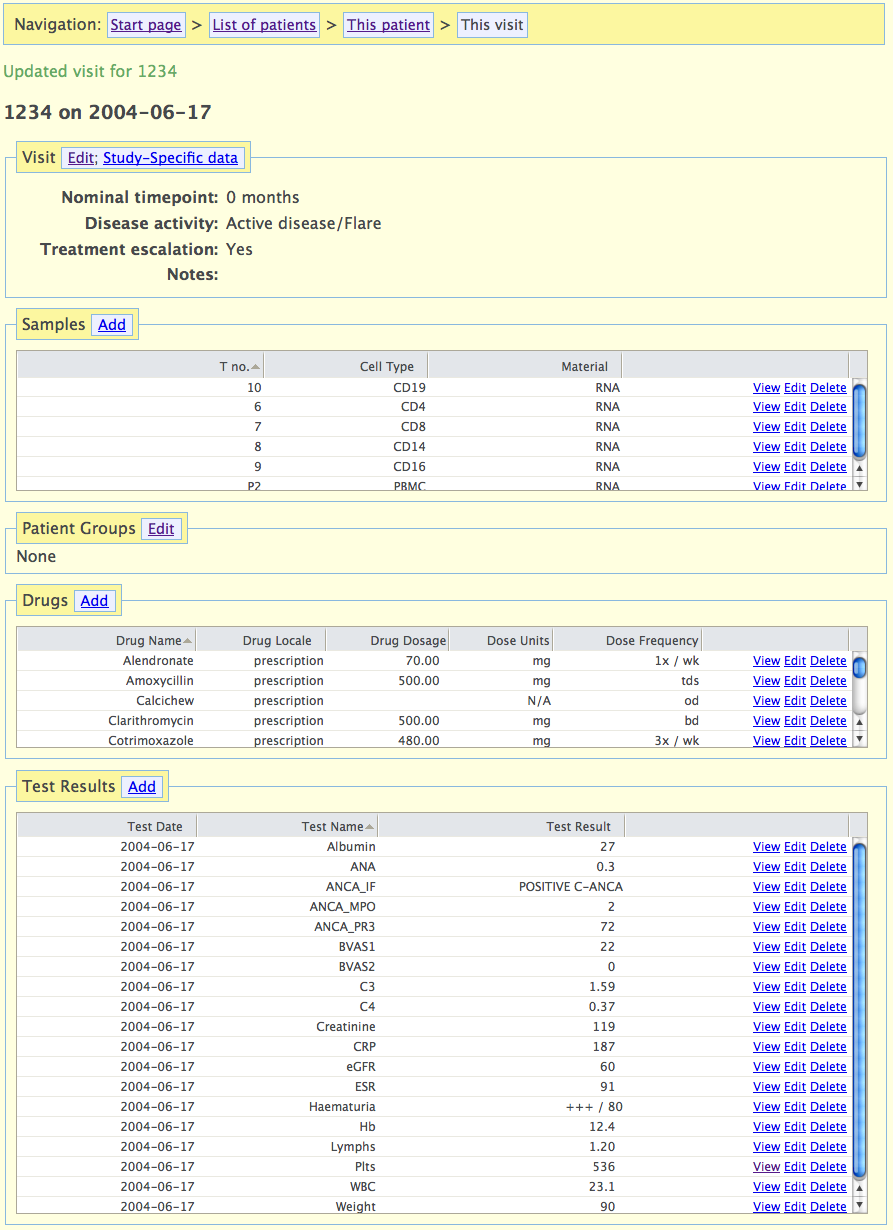 Navigation: Start page > List of patients > This patient > This visit
Updated visit for 1234
1234 on 2004-06-17
Visit Edit; Study-Specific data
Nominal timepoint: 0 months
Disease activity: Active disease/Flare
Treatment escalation: Yes
Notes:
Samples Add
T no. Cell Type Material
10 CD19 RNA View Edit Delete
6 CD4 RNA View Edit Delete
7 CD8 RNA View Edit Delete
8 CD14 RNA View Edit Delete
9 CD16 RNA View Edit Delete
P2 PBMC RNA View Edit Delete
Patient Groups Edit
None
Drugs Add
Drug Name Drug Locale Drug Dosage Dose Units Dose Frequency
Alendronate prescription 70.00 mg 1x / wk View Edit Delete
Amoxycillin prescription 500.00 mg tds View Edit Delete
Calcichew prescription N/A od View Edit Delete
Clarithromycin prescription 500.00 mg bd View Edit Delete
Cotrimoxazole prescription 480.00 mg 3x / wk View Edit Delete
Test Results Add
Test Date Test Name Test Result
2004-06-17 Albumin 27 View Edit Delete
2004-06-17 ANA 0.3 View Edit Delete
2004-06-17 ANCA_IF POSITIVE C-ANCA View Edit Delete
2004-06-17 ANCA_MPO 2 View Edit Delete
2004-06-17 ANCA_PR3 72 View Edit Delete
2004-06-17 BVAS1 22 View Edit Delete
2004-06-17 BVAS2 0 View Edit Delete
2004-06-17 C3 1.59 View Edit Delete
2004-06-17 C4 0.37 View Edit Delete
2004-06-17 Creatinine 119 View Edit Delete
2004-06-17 CRP 187 View Edit Delete
2004-06-17 eGFR 60 View Edit Delete
2004-06-17 ESR 91 View Edit Delete
2004-06-17 Haematuria +++ / 80 View Edit Delete
2004-06-17 Hb 12.4 View Edit Delete
2004-06-17 Lymphs 1.20 View Edit Delete
2004-06-17 Plts 536 View Edit Delete
2004-06-17 WBC 23.1 View Edit Delete
2004-06-17 Weight 90 View Edit Delete